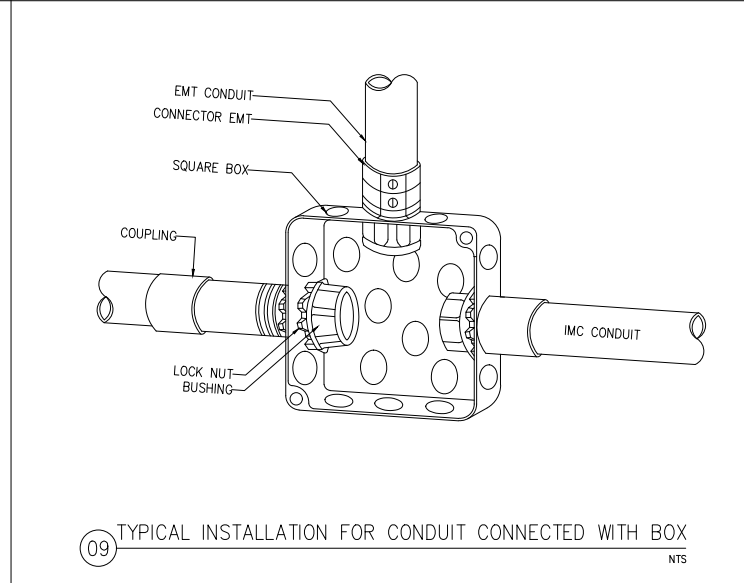 EMT CONDUIT
CONNECTOR EMT
SQUARE BOX
COUPLING
IMC CONDUIT
LOCK NUT
BUSHING
09
TYPICAL INSTALLATION FOR CONDUIT CONNECTED WITH BOX
NTS